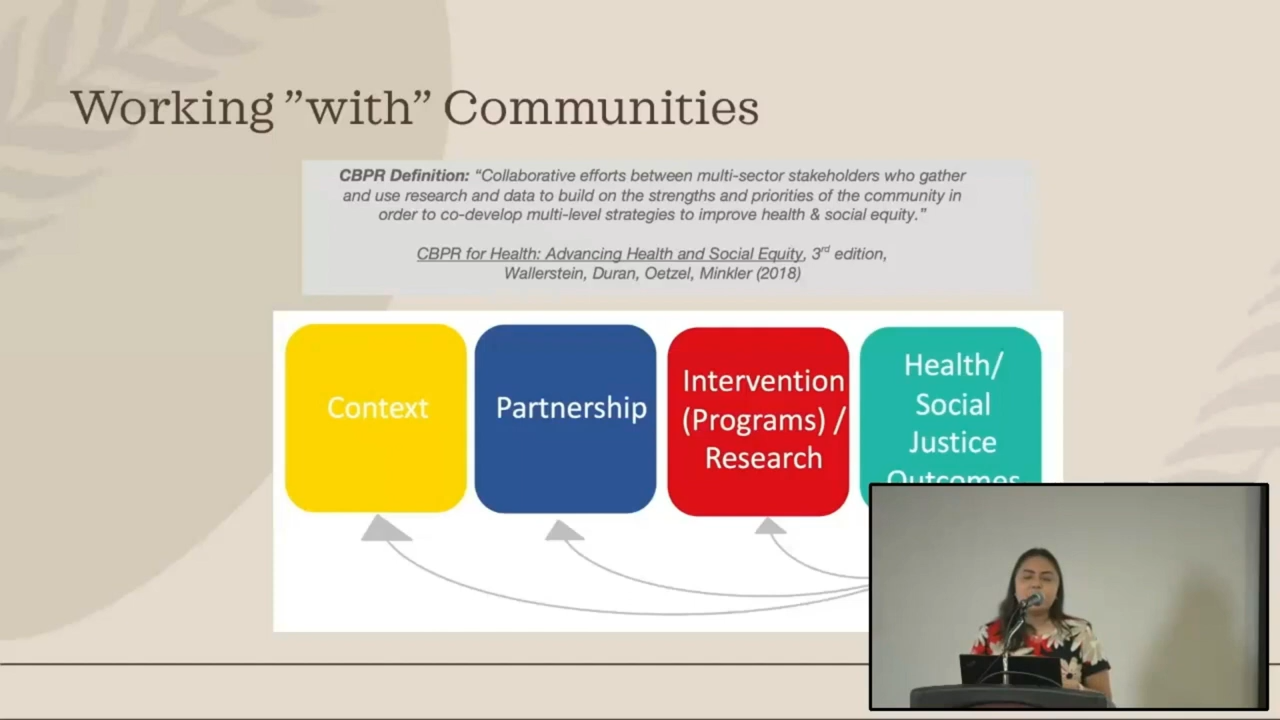 Working ”with” Communities
CBPR Definition: “Collaborative efforts between multi-sector stakeholders who gather
and use research and data to build on the strengths and priorities of the community in
order to co-develop multi-level strategies to improve health & social equity.”
CBPR for Health: Advancing Health and Social Equity, 3rd edition,
Wallerstein, Duran, Oetzel, Minkler (2018)
Context
Partnership
Intervention
(Programs) /
Research
Health/
Social
Justice
Outcomes